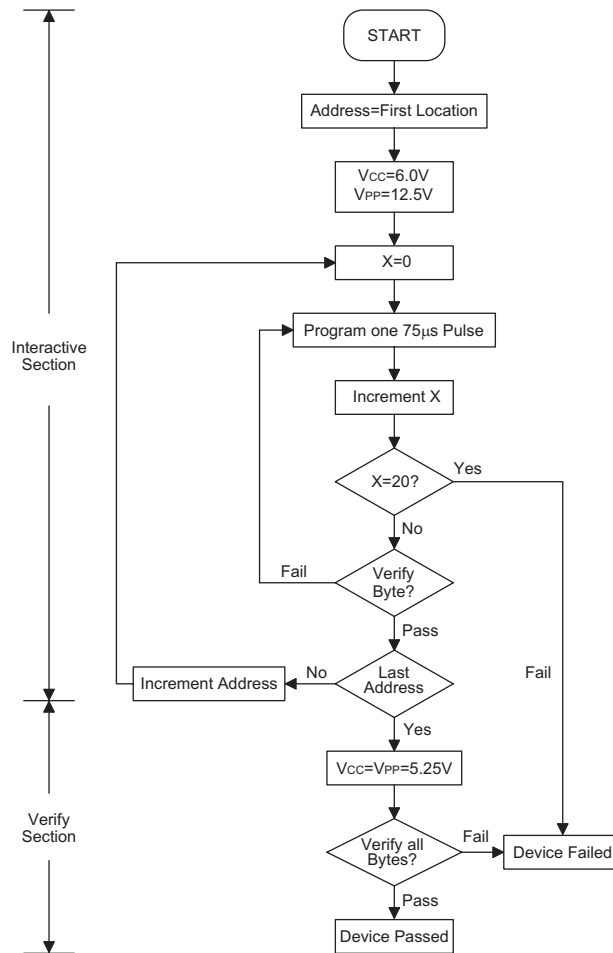 START
Address=First Location
VCC=6.0V
VPP=12.5V
X=0
Program one 75μs Pulse
Interactive
Section
Increment X
X=20?
Yes
No
Fail
Verify
Byte?
Pass
Last
Address
No
Increment Address
Fail
Yes
VCC=VPP=5.25V
Verify
Section
Verify all
Bytes?
Fail
Device Failed
Pass
Device Passed